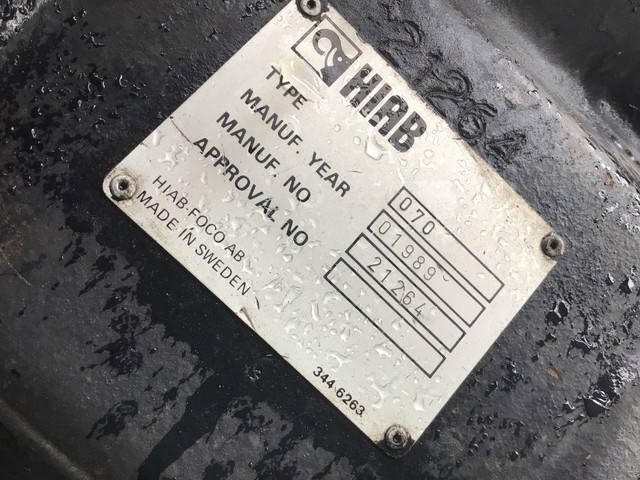 21264
HIAB
TYPE 070
MANUF. YEAR 01989
MANUF. NO 21264
APPROVAL NO
HIAB FOCO AB
MADE IN SWEDEN
344 6263